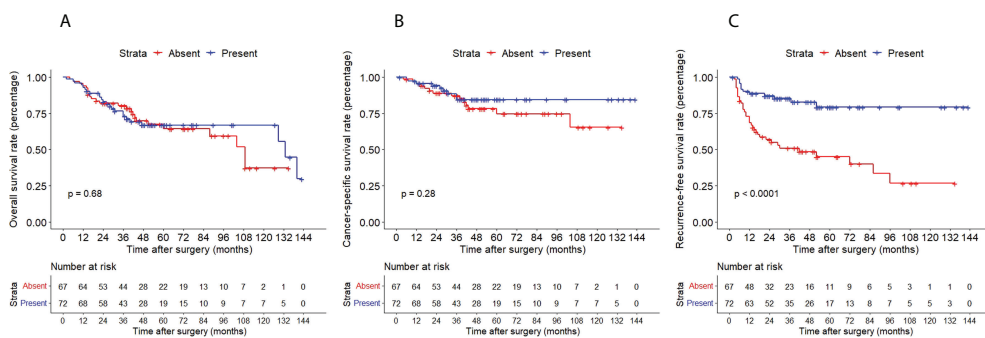 A
Strata Absent Present
Overall survival rate (percentage)
1.00
0.75
0.50
0.25
0.00
p = 0.68
0 12 24 36 48 60 72 84 96 108 120 132 144
Time after surgery (months)
Number at risk
Strata
Absent 67 64 53 44 28 22 19 13 10 7 2 1 0
Present 72 68 58 43 28 19 15 10 9 7 7 5 0
0 12 24 36 48 60 72 84 96 108 120 132 144
Time after surgery (months)
B
Strata Absent Present
Cancer-specific survival rate (percentage)
1.00
0.75
0.50
0.25
0.00
p = 0.28
0 12 24 36 48 60 72 84 96 108 120 132 144
Time after surgery (months)
Number at risk
Strata
Absent 67 64 53 44 28 22 19 13 10 7 2 1 0
Present 72 68 58 43 28 19 15 10 9 7 7 5 0
0 12 24 36 48 60 72 84 96 108 120 132 144
Time after surgery (months)
C
Strata Absent Present
Recurrence-free survival rate (percentage)
1.00
0.75
0.50
0.25
0.00
p < 0.0001
0 12 24 36 48 60 72 84 96 108 120 132 144
Time after surgery (months)
Number at risk
Strata
Absent 67 48 32 23 16 11 9 6 5 3 1 1 0
Present 72 63 52 35 26 17 13 8 7 5 5 3 0
0 12 24 36 48 60 72 84 96 108 120 132 144
Time after surgery (months)